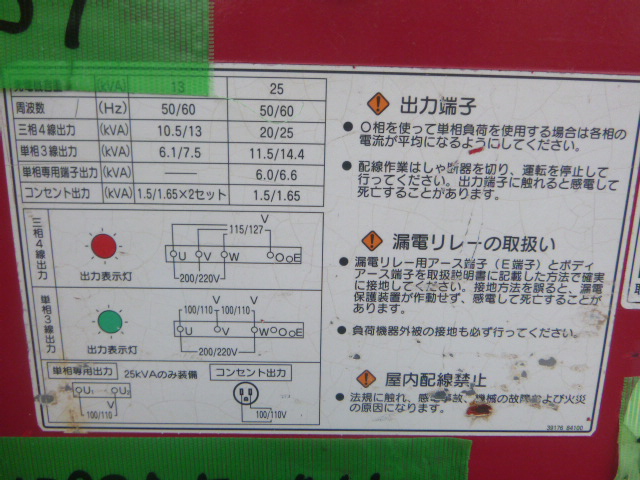 (kVA) 13 25
周波数 (Hz) 50/60 50/60
三相4線出力 (kVA) 10.5/13 20/25
単相3線出力 (kVA) 6.1/7.5 11.5/14.4
単相専用端子出力 (kVA) — 6.0/6.6
コンセント出力 (kVA) 1.5/1.65×2セット 1.5/1.65
三相4線出力
出力表示灯
V
115/127
U V W O E
200/220V
単相3線出力
出力表示灯
V V
100/110 100/110
U V W O E
200/220V
単相専用出力 25kVAのみ装備 コンセント出力
U₁ U₂
100/110
V
100/110V
出力端子
● O相を使って単相負荷を使用する場合は各相の
電流が平均になるようにしてください。
● 配線作業はしゃ断器を切り、運転を停止して
行ってください。出力端子に触れると感電して
死亡することがあります。
漏電リレーの取扱い
● 漏電リレー用アース端子(E端子)とボディ
アース端子を取扱説明書に記載した方法で確実
に接地してください。接地方法を誤ると、漏電
保護装置が作動せず、感電して死亡することが
あります。
● 負荷機器外被の接地も必ず行ってください。
屋内配線禁止
● 法規に触れ、感電事故、機械の故障および火災
の原因になります。
39176 84100